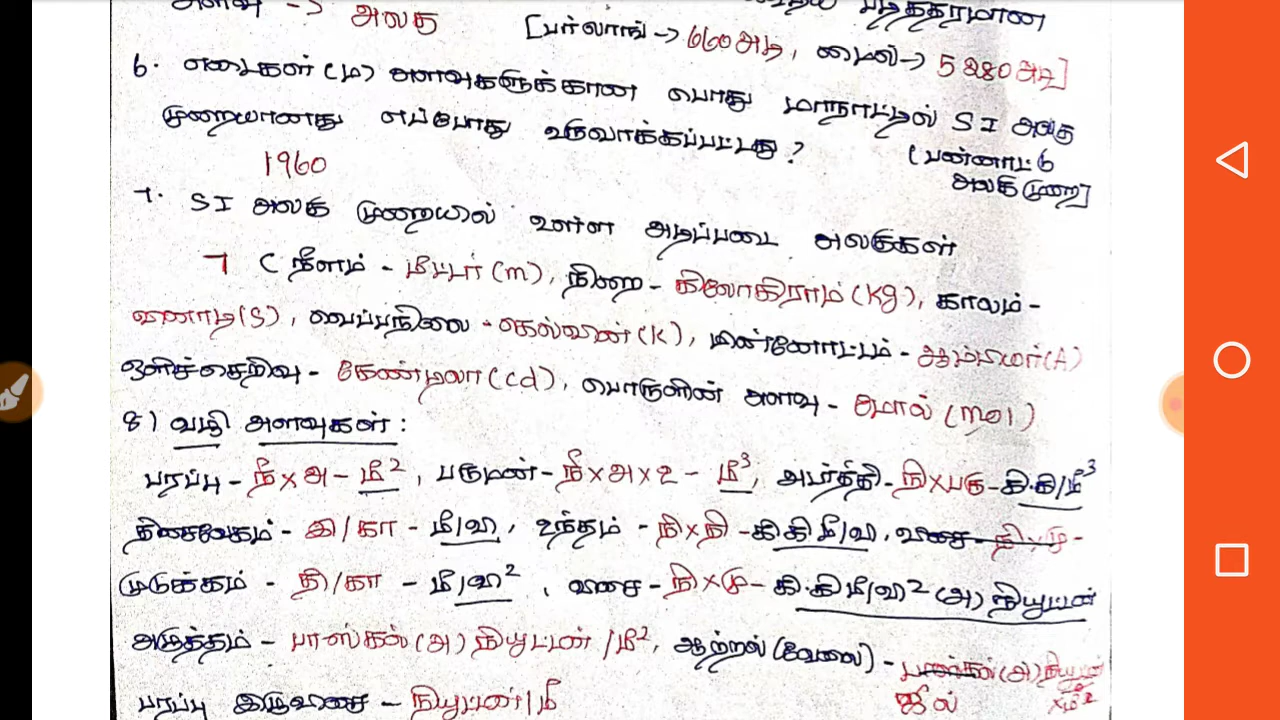 அளவு -> அலகு [பர்லாங் -> 660 அடி, மைல் -> 5280 அடி] படித்தரமான
6. எடைகள் (ம) அளவுகளுக்கான பொது மாநாட்டில் SI அலகு
முறையானது எப்போது உருவாக்கப்பட்டது? (பன்னாட்டு
1960 அலகு முறை]
7. SI அலகு முறையில் உள்ள அடிப்படை அலகுகள்
7 ( நீளம் - மீட்டர் (m), நிறை - கிலோகிராம் (kg), காலம் -
வினாடி (S), வெப்பநிலை - கெல்வின் (K), மின்னோட்டம் - ஆம்பியர் (A)
ஒளிச்செறிவு - கேண்டிலா (cd), பொருளின் அளவு - மோல் (mol)
8) வழி அளவுகள் :
பரப்பு - நீ x அ - மீ², பருமன் - நீ x அ x உ - மீ³, அடர்த்தி - நி x பரு - கி.கி/மீ³
திசைவேகம் - இ/கா - மீ/வி, உந்தம் - நி x தி - கி.கி மீ/வி, விசை
முடுக்கம் - தி/கா - மீ/வி², விசை - நி x மு - கி.கி மீ/வி² (அ) நியூட்டன்
அழுத்தம் - பாஸ்கல் (அ) நியூட்டன் /மீ², ஆற்றல் (வேலை) - (அ) நியூட்டன் x மீ
பரப்பு இழுவிசை - நியூட்டன்/மீ ஜீல்